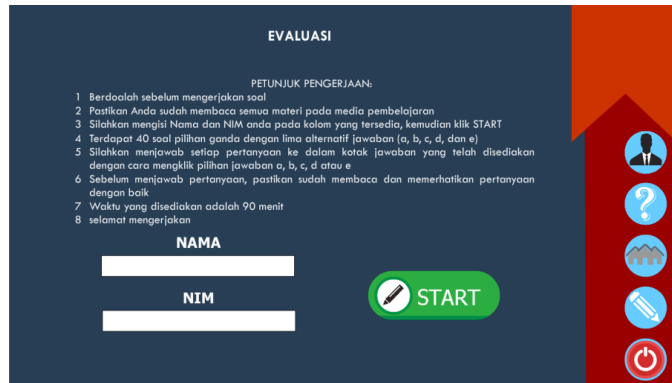 EVALUASI
PETUNJUK PENGERJAAN:
1 Berdoalah sebelum mengerjakan soal
2 Pastikan Anda sudah membaca semua materi pada media pembelajaran
3 Silahkan mengisi Nama dan NIM anda pada kolom yang tersedia, kemudian klik START
4 Terdapat 40 soal pilihan ganda dengan lima alternatif jawaban (a, b, c, d, dan e)
5 Silahkan menjawab setiap pertanyaan ke dalam kotak jawaban yang telah disediakan
dengan cara mengklik pilihan jawaban a, b, c, d atau e
6 Sebelum menjawab pertanyaan, pastikan sudah membaca dan memerhatikan pertanyaan
dengan baik
7 Waktu yang disediakan adalah 90 menit
8 selamat mengerjakan
NAMA
NIM
START